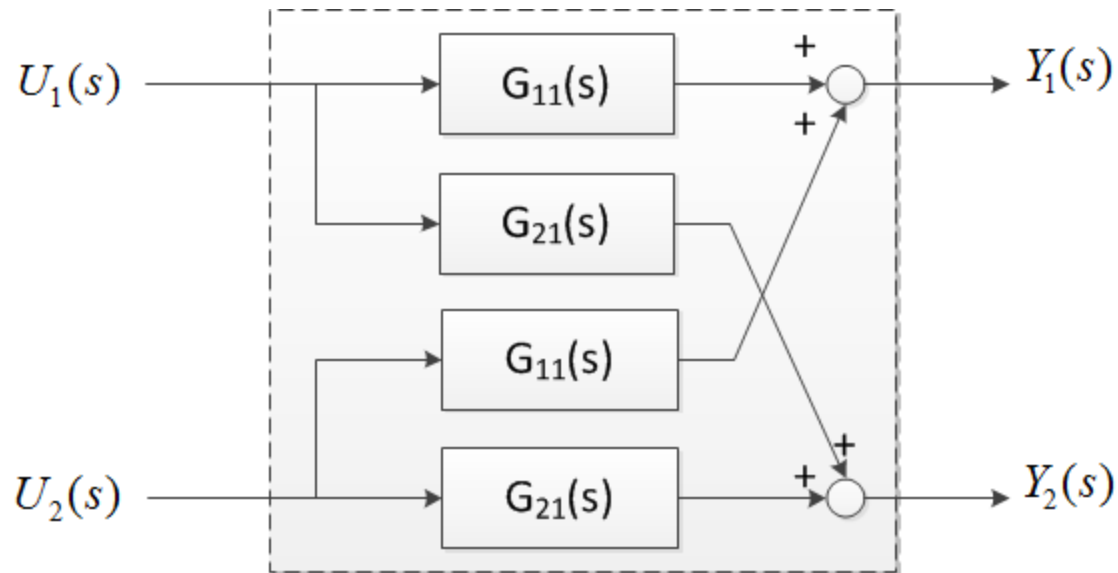 U₁(s)
G₁₁(s)
+
+
Y₁(s)
G₂₁(s)
G₁₁(s)
U₂(s)
G₂₁(s)
+
+
Y₂(s)